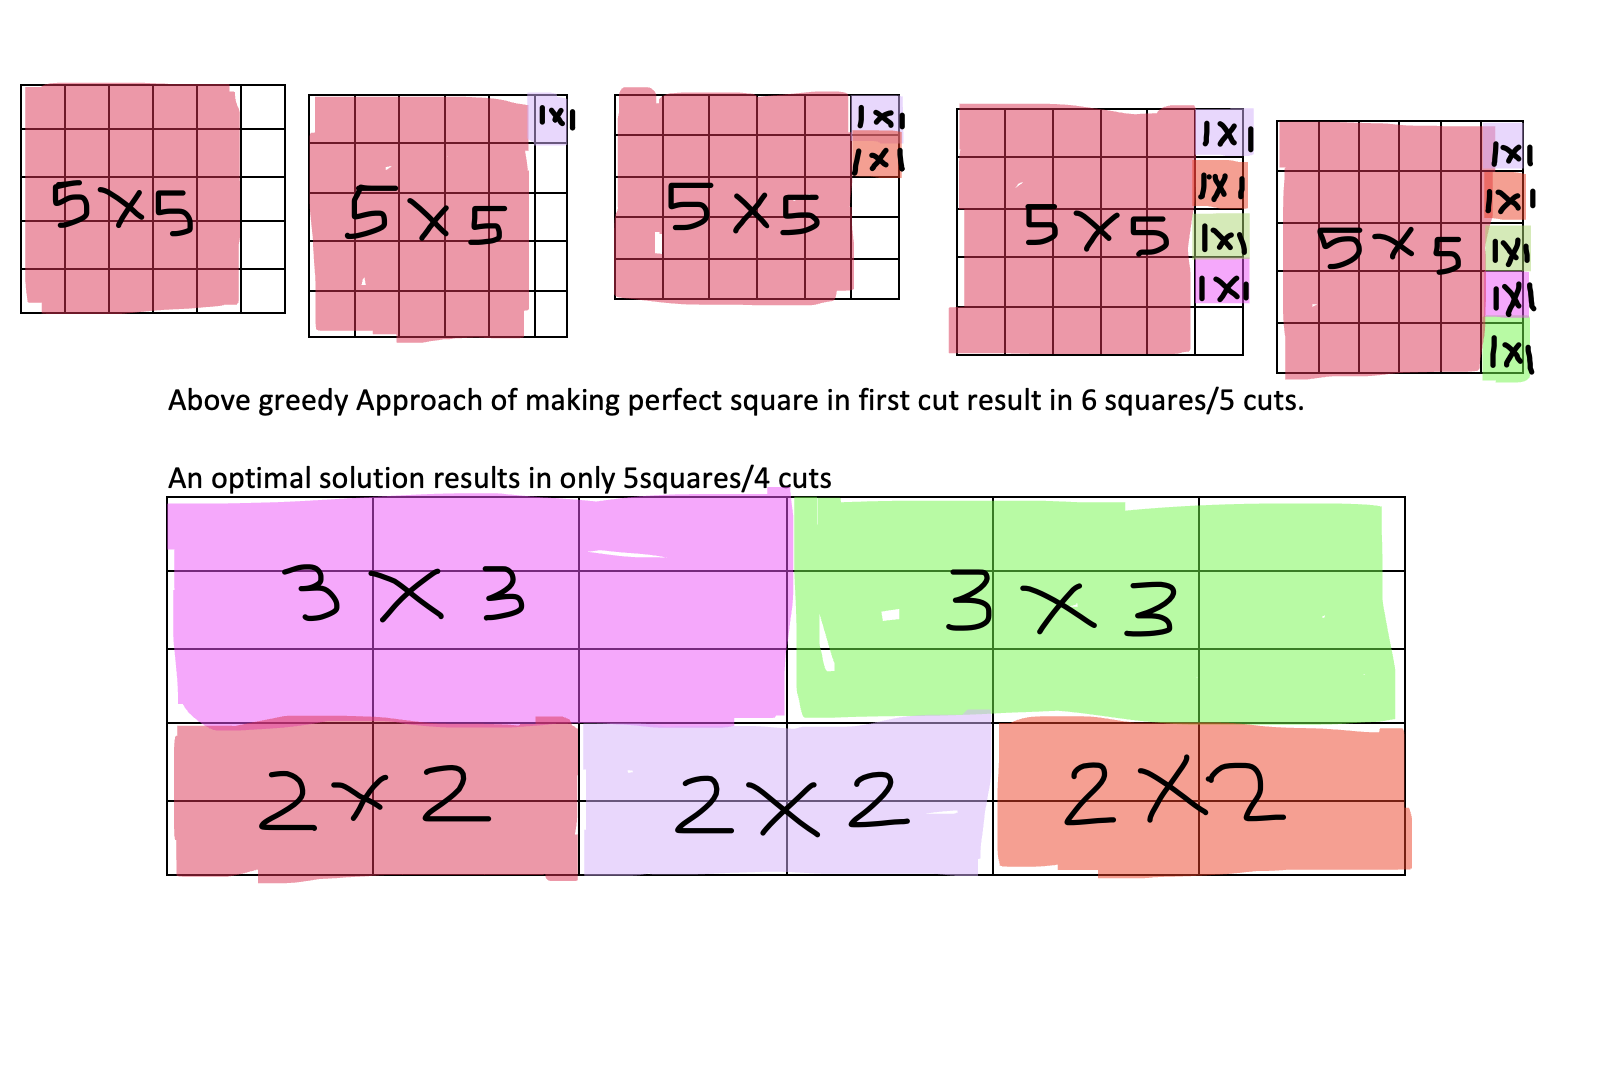 5x5
5x5
1x1
5x5
1x1
1x1
5x5
1x1
1x1
1x1
1x1
5x5
1x1
1x1
1x1
1x1
1x1
Above greedy Approach of making perfect square in first cut result in 6 squares/5 cuts.
An optimal solution results in only 5squares/4 cuts
3x3 3x3
2x2 2x2 2x2